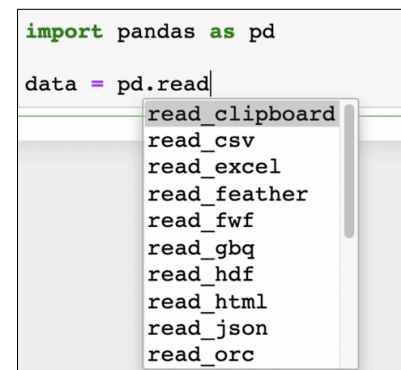 import pandas as pd
data = pd.read
read_clipboard
read_csv
read_excel
read_feather
read_fwf
read_gbq
read_hdf
read_html
read_json
read_orc